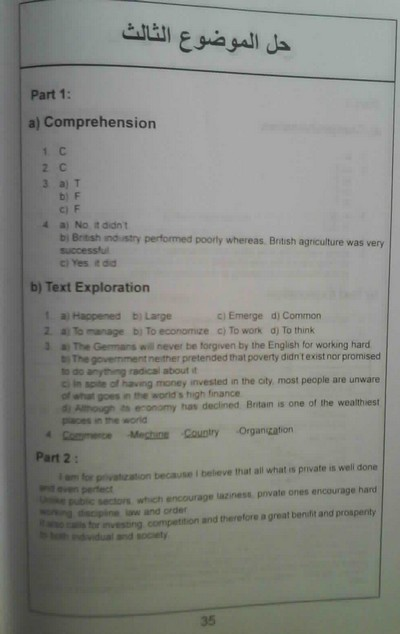 حل الموضوع الثالث
Part 1:
a) Comprehension
1. C
2. C
3. a) T
b) F
c) F
4. a) No, it didn't
b) British industry performed poorly whereas, British agriculture was very
successful
c) Yes, it did
b) Text Exploration
1. a) Happened b) Large c) Emerge d) Common
2. a) To manage b) To economize c) To work d) To think
3. a) The Germans will never be forgiven by the English for working hard.
b) The government neither pretended that poverty didn't exist nor promised
to do anything radical about it.
c) In spite of having money invested in the city, most people are unware
of what goes in the world's high finance.
d) Although its economy has declined, Britain is one of the wealthiest
places in the world
4. Commerce -Machine -Country -Organization
Part 2 :
I am for privatization because I believe that all what is private is well done
and even perfect.
Unlike public sectors, which encourage laziness, private ones encourage hard
working, discipline, law and order.
It also calls for investing, competition and therefore a great benifit and prosperity
to both individual and society.
35